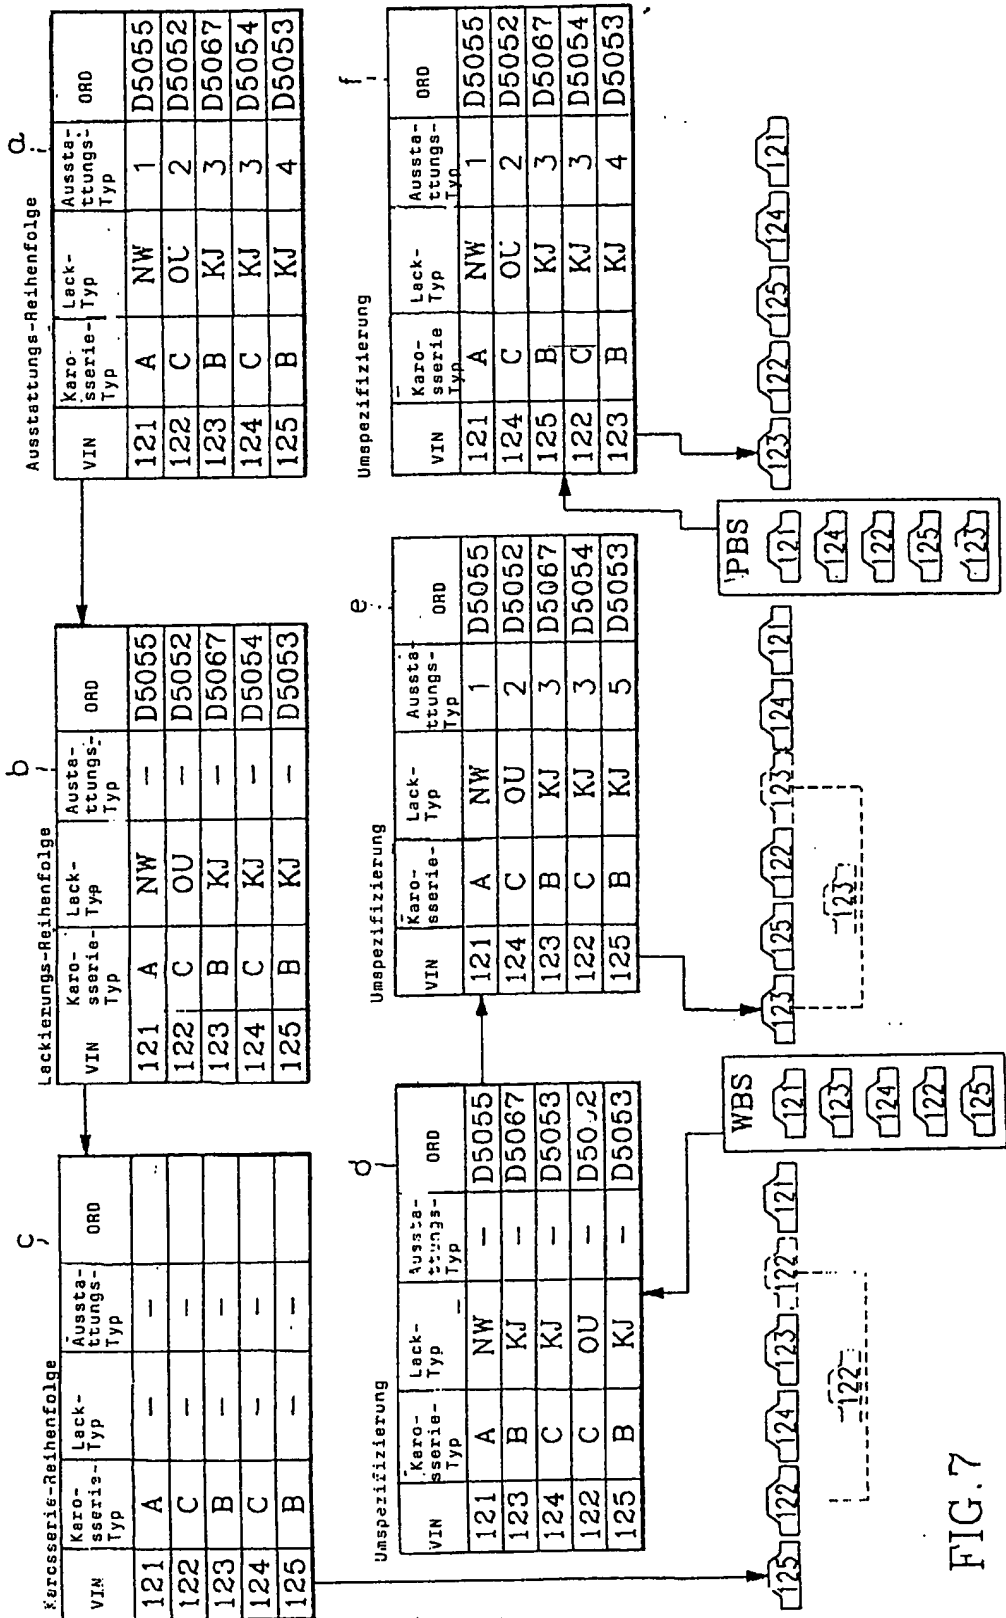 c
Karosserie-Reihenfolge
VIN | Karo-sserie-Typ | Lack-Typ | Aussta-ttungs-Typ | ORD
121 | A | – | – |
122 | C | – | – |
123 | B | – | – |
124 | C | – | – |
125 | B | – | – |
b
Lackierungs-Reihenfolge
VIN | Karo-sserie-Typ | Lack-Typ | Austa-ttungs-Typ | ORD
121 | A | NW | – | D5055
122 | C | OU | – | D5052
123 | B | KJ | – | D5067
124 | C | KJ | – | D5054
125 | B | KJ | – | D5053
a
Ausstattungs-Reihenfolge
VIN | Karo-sserie-Typ | Lack-Typ | Aussta-ttungs-Typ | ORD
121 | A | NW | 1 | D5055
122 | C | OU | 2 | D5052
123 | B | KJ | 3 | D5067
124 | C | KJ | 3 | D5054
125 | B | KJ | 4 | D5053
d
Umspezifizierung
VIN | Karo-sserie-Typ | Lack-Typ | Aussta-ttungs-Typ | ORD
121 | A | NW | – | D5055
123 | B | KJ | – | D5067
124 | C | KJ | – | D5053
122 | C | OU | –
125 | B | KJ | – | D5053
e
Umspezifizierung
VIN | Karo-sserie- | Lack-Typ | Aussta-ttungs-Typ | ORD
121 | A | NW | 1 | D5055
124 | C | OU | 2 | D5052
123 | B | KJ | 3 | D5067
122 | C | KJ | 3 | D5054
125 | B | KJ | 5 | D5053
f
Umspezifizierung
VIN | Karo-sserie Typ | Lack-Typ | Aussta-ttungs-Typ | ORD
121 | A | NW | 1 | D5055
124 | C | OU | 2 | D5052
125 | B | KJ | 3 | D5067
122 | C | KJ | 3 | D5054
123 | B | KJ | 4 | D5053
125 122 124 123 122 121
122
WBS
121
123
124
122
125
123 125 122 123 124 121
123
PBS
121
124
122
125
123
123 122 125 124 121
FIG.7